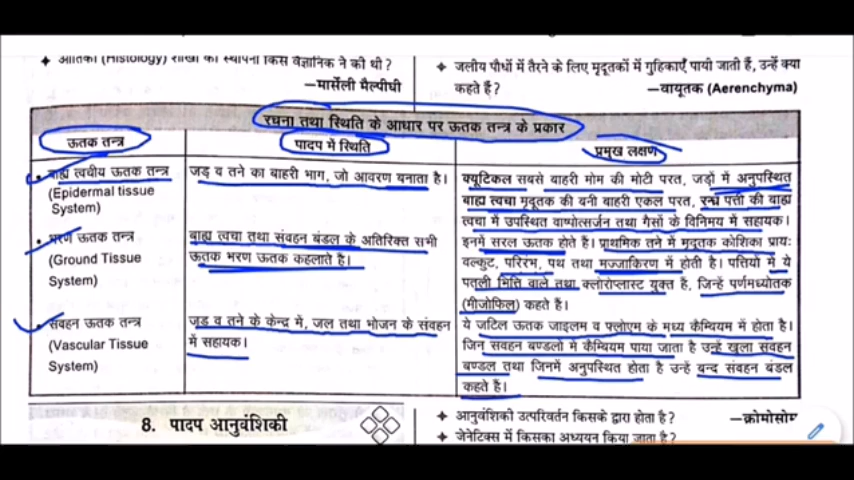 आतिकी (Histology) शाखा की स्थापना किस वैज्ञानिक ने की थी?
—मार्सेली मैल्पीघी
जलीय पौधों में तैरने के लिए मृदूतकों में गुहिकाएँ पायी जाती हैं, उन्हें क्या
कहते हैं? —वायूतक (Aerenchyma)
रचना तथा स्थिति के आधार पर ऊतक तन्त्र के प्रकार
ऊतक तन्त्र
पादप में स्थिति
प्रमुख लक्षण
बाह्य त्वचीय ऊतक तन्त्र
(Epidermal tissue
System)
जड़ व तने का बाहरी भाग, जो आवरण बनाता है।
क्यूटिकल सबसे बाहरी मोम की मोटी परत, जड़ों में अनुपस्थित
बाह्य त्वचा मृदूतक की बनी बाहरी एकल परत, रन्ध्र पत्ती की बाह्य
त्वचा में उपस्थित वाष्पोत्सर्जन तथा गैसों के विनिमय में सहायक।
भरण ऊतक तन्त्र
(Ground Tissue
System)
बाह्य त्वचा तथा संवहन बंडल के अतिरिक्त सभी
ऊतक भरण ऊतक कहलाते है।
इनमें सरल ऊतक होते हैं। प्राथमिक तने में मृदूतक कोशिका प्रायः
वल्कुट, परिरंभ, पथ तथा मज्जाकिरण में होती है। पत्तियों में ये
पतली भिति वाले तथा क्लोरोप्लास्ट युक्त है, जिन्हें पर्णमध्योतक
(मीजोफिल) कहते हैं।
संवहन ऊतक तन्त्र
(Vascular Tissue
System)
जड़ व तने के केन्द्र में, जल तथा भोजन के संवहन
में सहायक।
ये जटिल ऊतक जाइलम व फ्लोएम के मध्य कैम्बियम में होता है।
जिन संवहन बण्डलों में कैम्बियम पाया जाता है उन्हें खुला संवहन
बण्डल तथा जिनमें अनुपस्थित होता है उन्हें बन्द संवहन बंडल
कहते हैं।
8. पादप आनुवंशिकी
आनुवंशिकी उत्परिवर्तन किसके द्वारा होता है? —क्रोमोसोम
जेनेटिक्स में किसका अध्ययन किया जाता है?